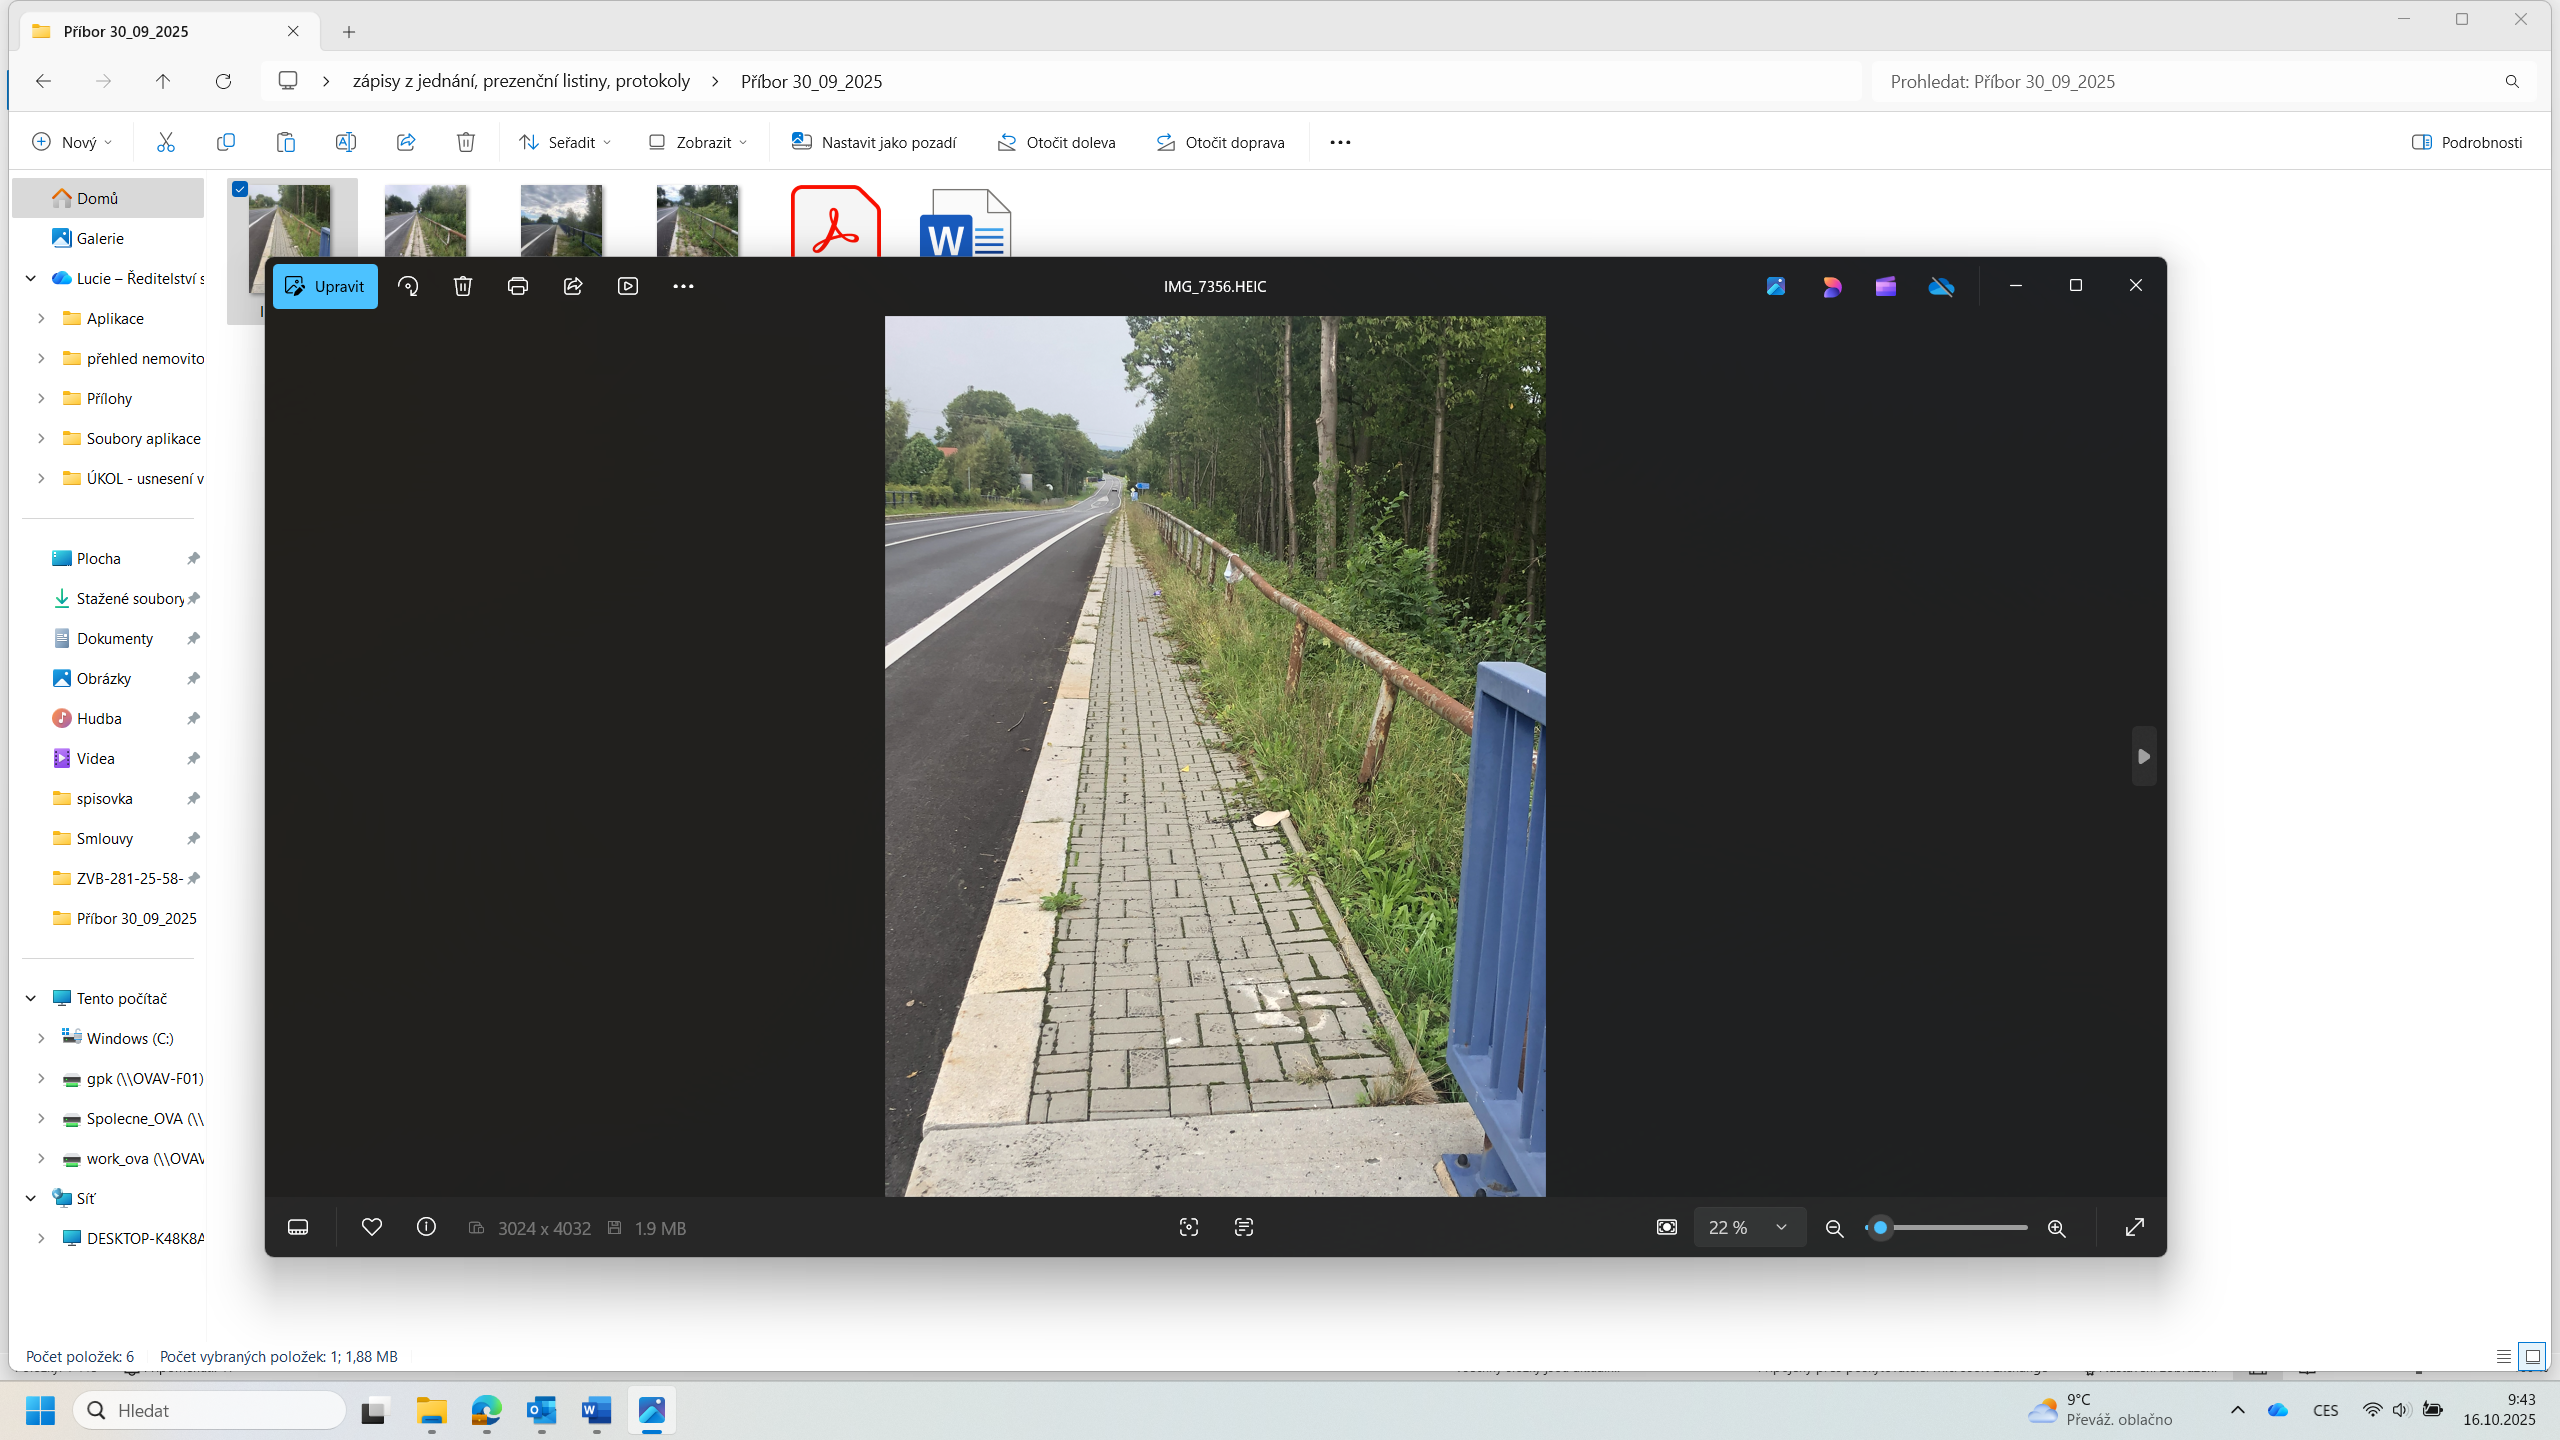 Příbor 30_09_2025
zápisy z jednání, prezenční listiny, protokoly
Příbor 30_09_2025
Prohledat: Příbor 30_09_2025
Nový
Seřadit
Zobrazit
Nastavit jako pozadí
Otočit doleva
Otočit doprava
Podrobnosti
Domů
Galerie
Lucie – Ředitelství s
Aplikace
přehled nemovito
Přílohy
Soubory aplikace
ÚKOL - usnesení v
Plocha
Stažené soubory
Dokumenty
Obrázky
Hudba
Videa
spisovka
Smlouvy
ZVB-281-25-58-
Příbor 30_09_2025
Tento počítač
Windows (C:)
gpk (\\OVAV-F01)
Spolecne_OVA (\\
work_ova (\\OVAV
Síť
DESKTOP-K48K8A
W
Upravit
IMG_7356.HEIC
3024 x 4032
1.9 MB
22 %
Počet položek: 6
Počet vybraných položek: 1; 1,88 MB
Hledat
9°C
Převáž. oblačno
CES
9:43
16.10.2025